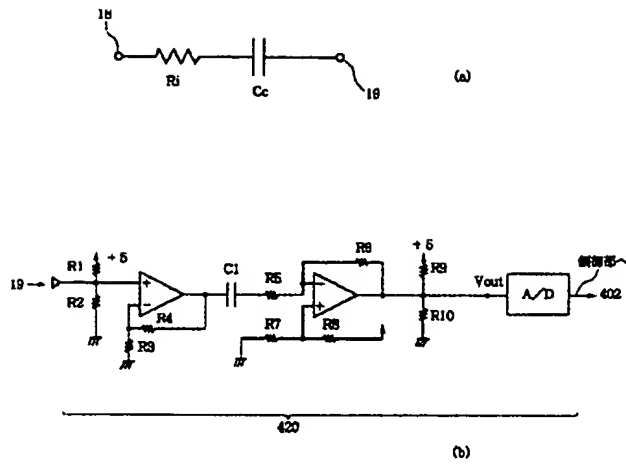 18
Ri
Cc
19
(a)
+5
R1
19
R2
R4
R3
C1
R5
R6
R7
R8
+5
R9
Vout
R10
A/D
制御部へ
402
420
(b)